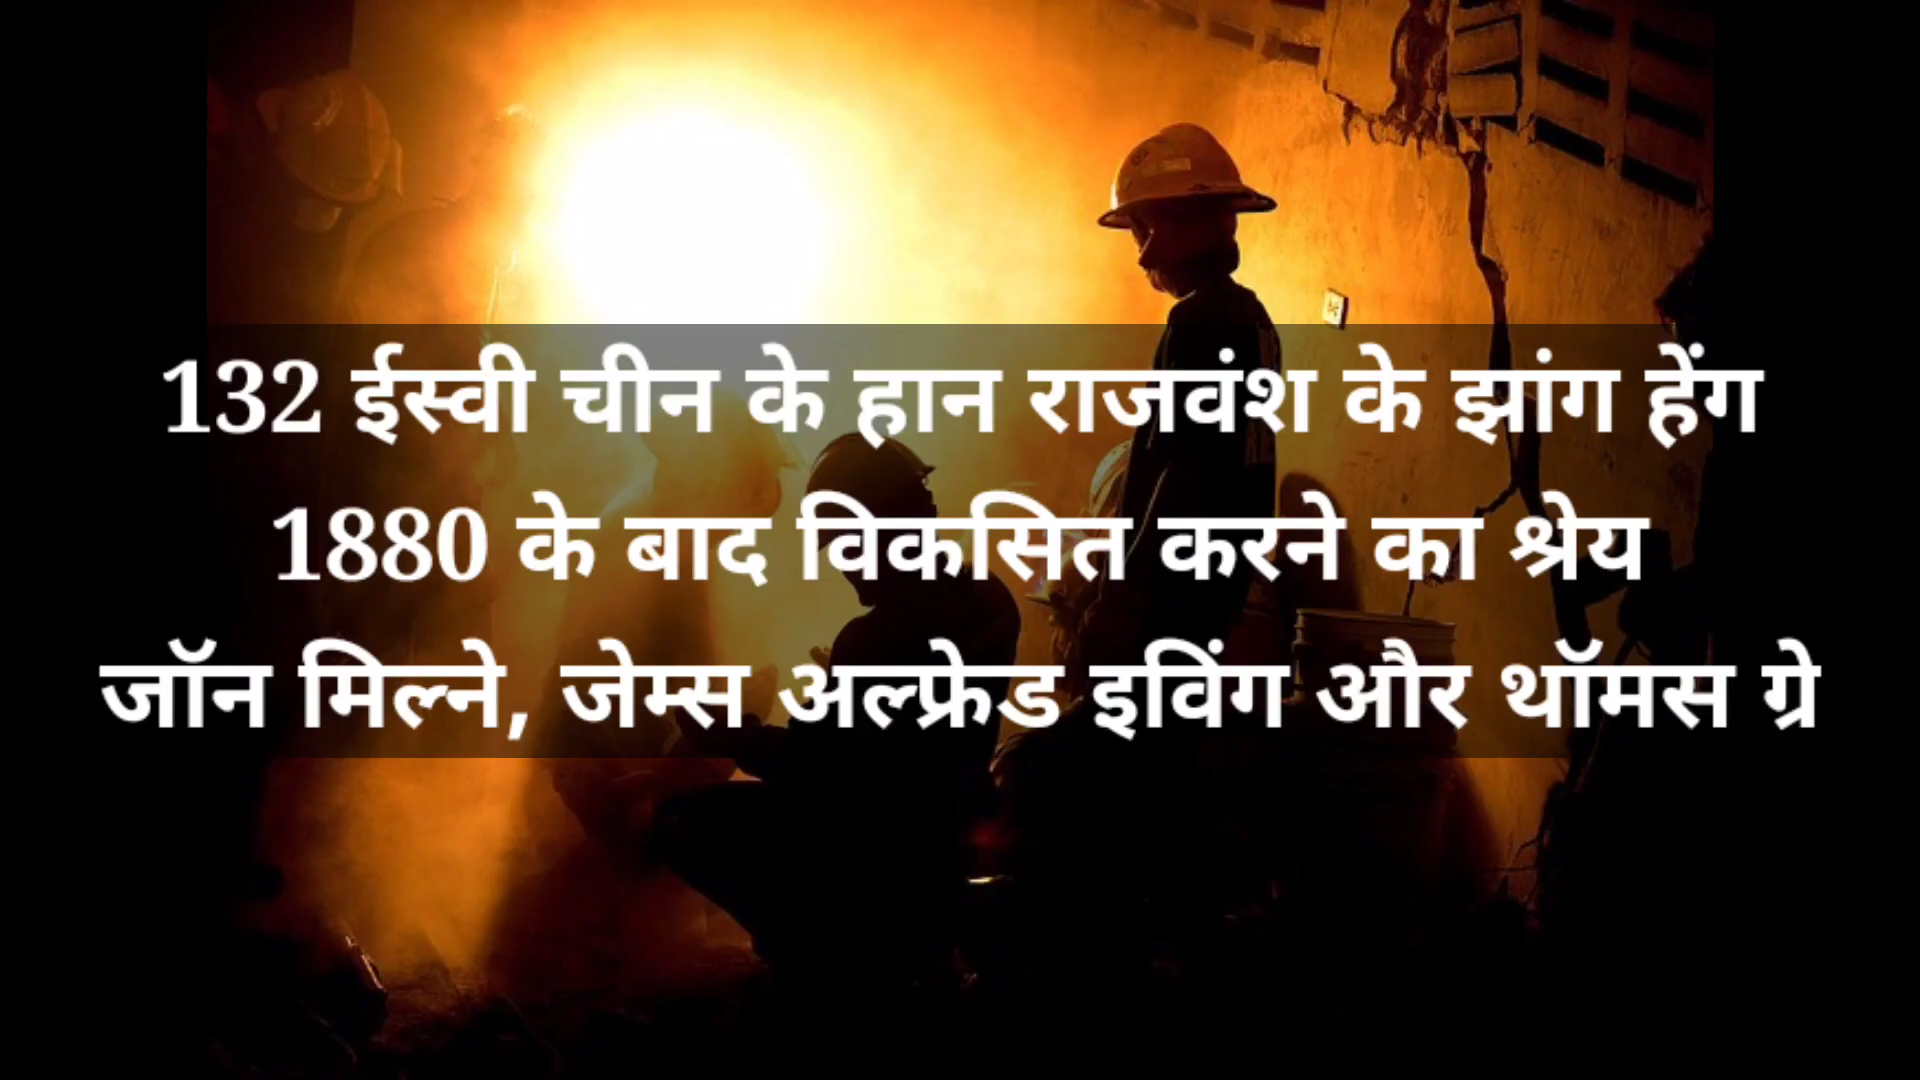 132 ईस्वी चीन के हान राजवंश के झांग हेंग
1880 के बाद विकसित करने का श्रेय
जॉन मिल्ने, जेम्स अल्फ्रेड इविंग और थॉमस ग्रे